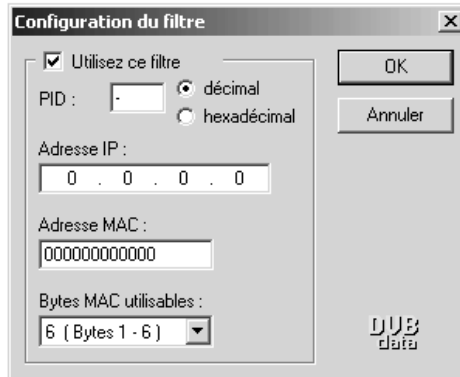 Configuration du filtre
Utilisez ce filtre
OK
PID :
-
décimal
hexadécimal
Annuler
Adresse IP :
0 . 0 . 0 . 0
Adresse MAC :
000000000000
Bytes MAC utilisables :
6 ( Bytes 1 - 6 )
DVB
data